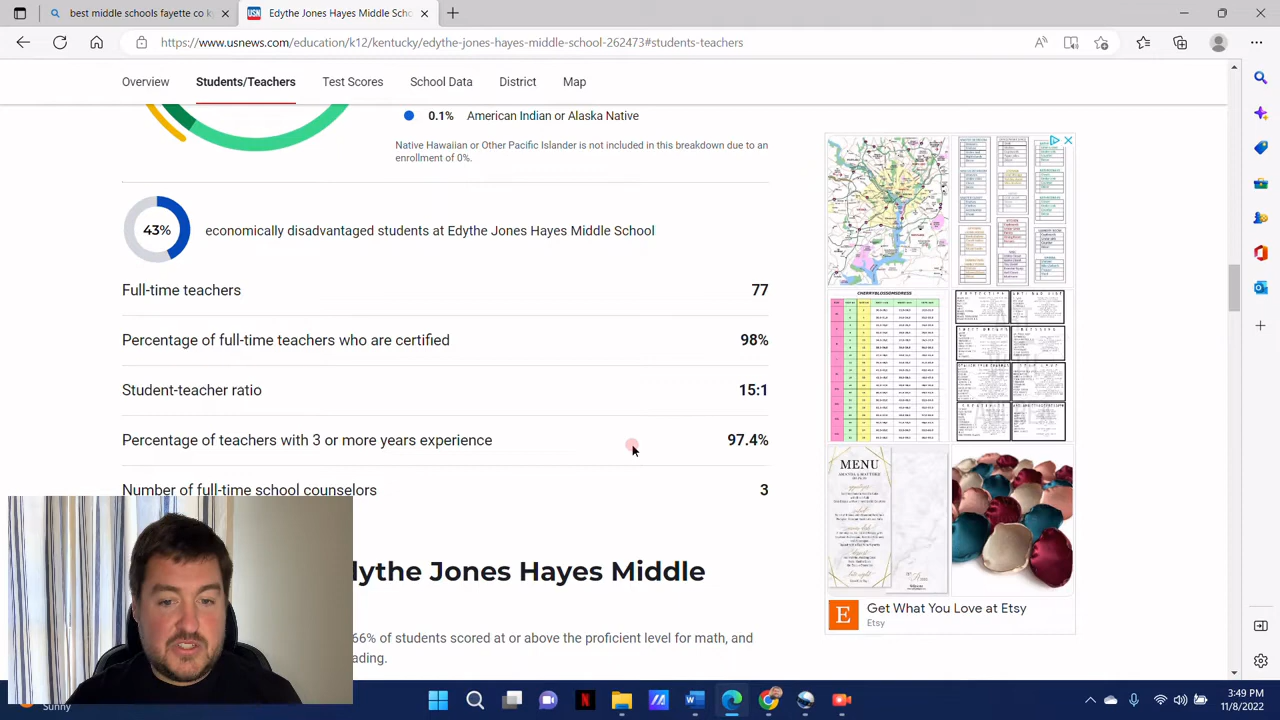 best middle schools fayette co k
Edythe Jones Hayes Middle Scho
https://www.usnews.com/education/k12/kentucky/edythe-jones-hayes-middle-school-262473#students-teachers
Overview
Students/Teachers
Test Scores
School Data
District
Map
0.1% American Indian or Alaska Native
Native Hawaiian or other Pacific Islander are not included in this breakdown due to an
enrollment of 0%.
43%
economically disadvantaged students at Edythe Jones Hayes Middle School
Full-time teachers 77
Percentage of full-time teachers who are certified 98%
Student-teacher ratio 15:1
Percentage of teachers with 3 or more years experience 97.4%
Number of full-time school counselors 3
dythe Jones Hayes Middle
66% of students scored at or above the proficient level for math, and
ading.
CHERRYBLOSSOMSDRESS
MENU
E
Get What You Love at Etsy
Etsy
Sunny
3:49 PM
11/8/2022